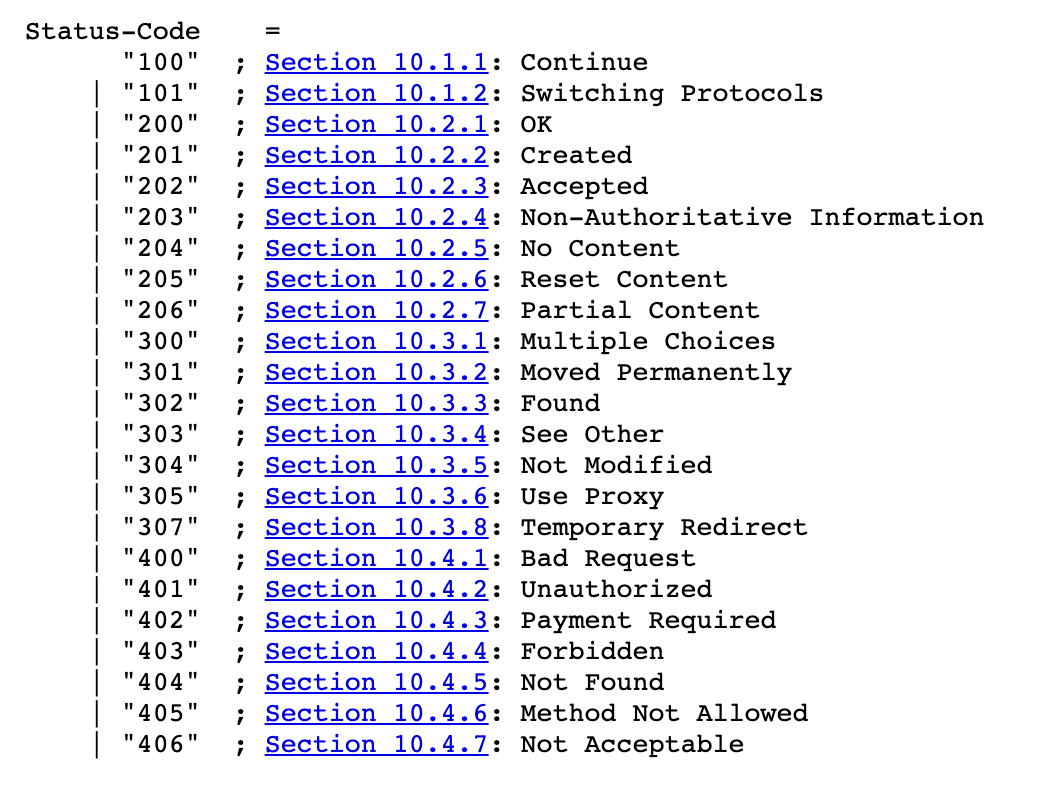 Status-Code    =
      "100"  ; Section 10.1.1: Continue
    | "101"  ; Section 10.1.2: Switching Protocols
    | "200"  ; Section 10.2.1: OK
    | "201"  ; Section 10.2.2: Created
    | "202"  ; Section 10.2.3: Accepted
    | "203"  ; Section 10.2.4: Non-Authoritative Information
    | "204"  ; Section 10.2.5: No Content
    | "205"  ; Section 10.2.6: Reset Content
    | "206"  ; Section 10.2.7: Partial Content
    | "300"  ; Section 10.3.1: Multiple Choices
    | "301"  ; Section 10.3.2: Moved Permanently
    | "302"  ; Section 10.3.3: Found
    | "303"  ; Section 10.3.4: See Other
    | "304"  ; Section 10.3.5: Not Modified
    | "305"  ; Section 10.3.6: Use Proxy
    | "307"  ; Section 10.3.8: Temporary Redirect
    | "400"  ; Section 10.4.1: Bad Request
    | "401"  ; Section 10.4.2: Unauthorized
    | "402"  ; Section 10.4.3: Payment Required
    | "403"  ; Section 10.4.4: Forbidden
    | "404"  ; Section 10.4.5: Not Found
    | "405"  ; Section 10.4.6: Method Not Allowed
    | "406"  ; Section 10.4.7: Not Acceptable